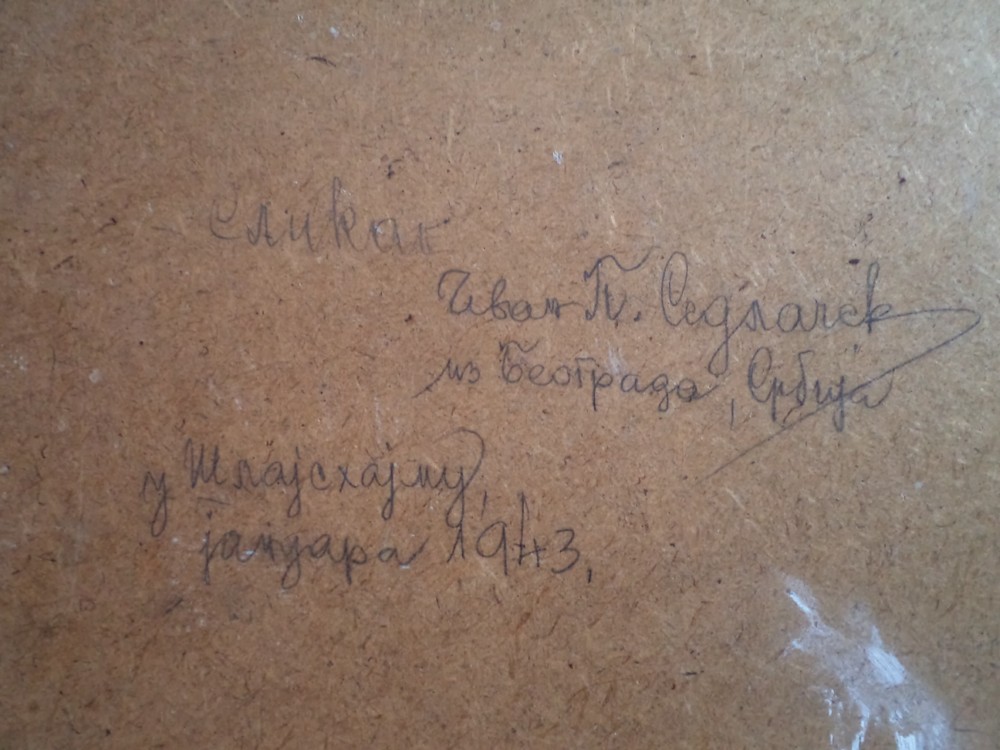 сликао
Иван П. Седлачек
из Београда, Србија
у Шлајсхајму,
јануара 1943,